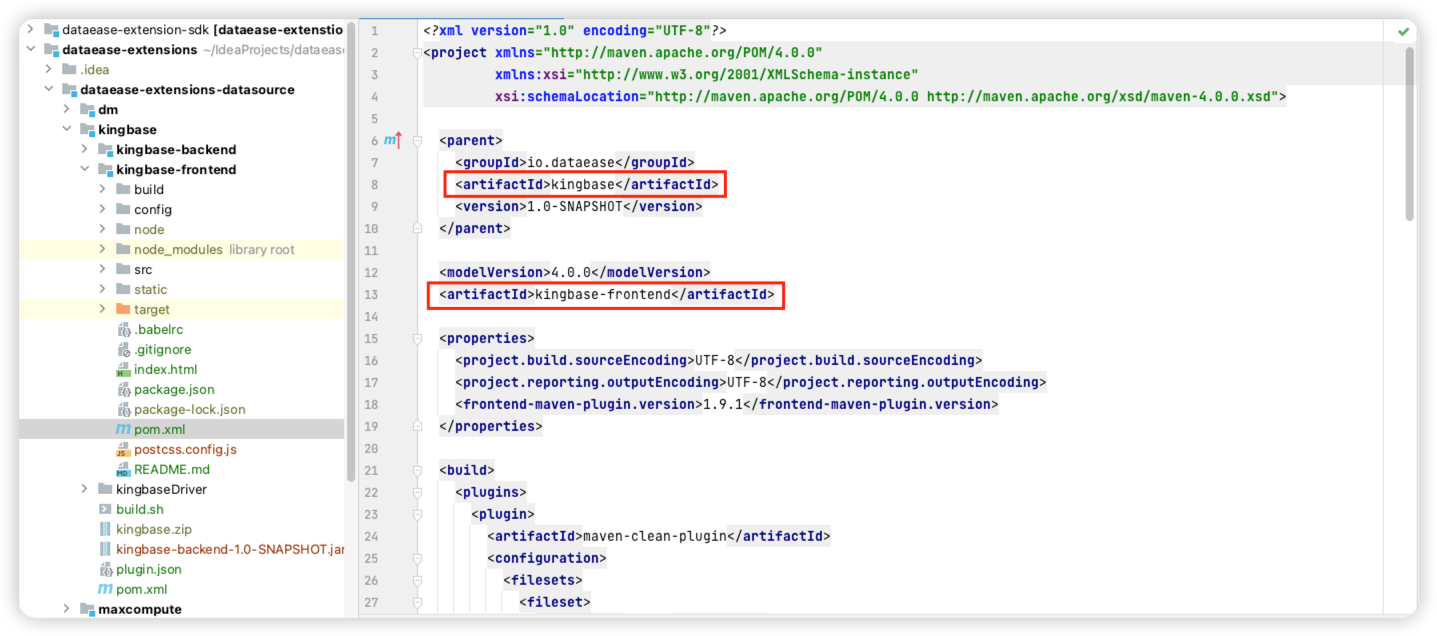 dataease-extension-sdk [dataease-extenstio
dataease-extensions ~/IdeaProjects/dataease
.idea
dataease-extensions-datasource
dm
kingbase
kingbase-backend
kingbase-frontend
build
config
node
node_modules library root
src
static
target
.babelrc
.gitignore
index.html
package.json
package-lock.json
pom.xml
postcss.config.js
README.md
kingbaseDriver
build.sh
kingbase.zip
kingbase-backend-1.0-SNAPSHOT.jar
plugin.json
pom.xml
maxcompute
1 <?xml version="1.0" encoding="UTF-8"?>
2 <project xmlns="http://maven.apache.org/POM/4.0.0"
3 xmlns:xsi="http://www.w3.org/2001/XMLSchema-instance"
4 xsi:schemaLocation="http://maven.apache.org/POM/4.0.0 http://maven.apache.org/xsd/maven-4.0.0.xsd">
5
6 <parent>
7 <groupId>io.dataease</groupId>
8 <artifactId>kingbase</artifactId>
9 <version>1.0-SNAPSHOT</version>
10 </parent>
11
12 <modelVersion>4.0.0</modelVersion>
13 <artifactId>kingbase-frontend</artifactId>
14
15 <properties>
16 <project.build.sourceEncoding>UTF-8</project.build.sourceEncoding>
17 <project.reporting.outputEncoding>UTF-8</project.reporting.outputEncoding>
18 <frontend-maven-plugin.version>1.9.1</frontend-maven-plugin.version>
19 </properties>
20
21 <build>
22 <plugins>
23 <plugin>
24 <artifactId>maven-clean-plugin</artifactId>
25 <configuration>
26 <filesets>
27 <fileset>